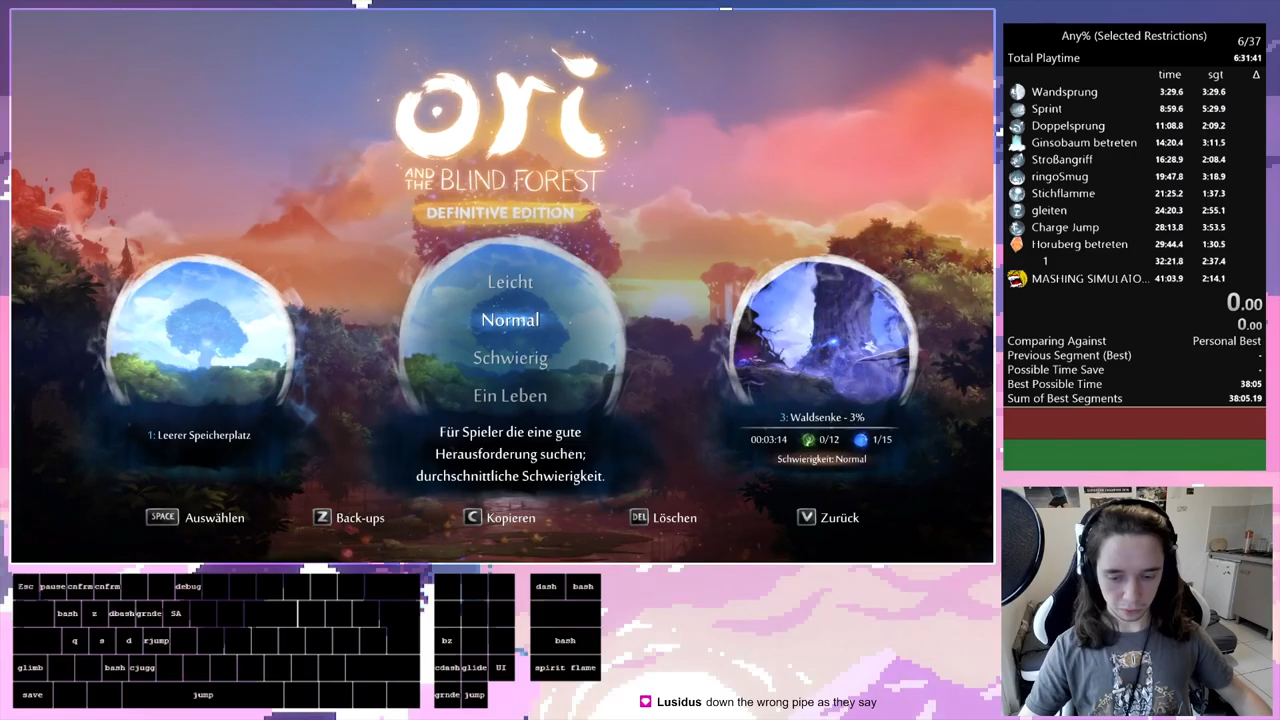 ori
AND THE BLIND FOREST
DEFINITIVE EDITION
Leicht
Normal
Schwierig
Ein Leben
Für Spieler die eine gute
Herausforderung suchen;
durchschnittliche Schwierigkeit.
1: Leerer Speicherplatz
3: Waldsenke - 3%
00:03:14 0/12 1/15
Schwierigkeit: Normal
SPACE Auswählen Z Back-ups C Kopieren DEL Löschen V Zurück
Any% (Selected Restrictions) 6/37
Total Playtime 6:31:41
time sgt Δ
Wandsprung 3:29.6 3:29.6
Sprint 8:59.6 5:29.9
Doppelsprung 11:08.8 2:09.2
Ginsobaum betreten 14:20.4 3:11.5
Stroßangriff 16:28.9 2:08.4
ringoSmug 19:47.8 3:18.9
Stichflamme 21:25.2 1:37.3
gleiten 24:20.3 2:55.1
Charge Jump 28:13.8 3:53.5
Horuberg betreten 29:44.4 1:30.5
1 32:21.8 2:37.4
MASHING SIMULATO... 41:03.9 2:14.1
0.00
0.00
Comparing Against Personal Best
Previous Segment (Best) -
Possible Time Save -
Best Possible Time 38:05
Sum of Best Segments 38:05.19
Esc pause cnfrm cnfrm debug dash bash
bash z dbash grnde SA
q s d rjump bz bash
glimb bash cjugg cdash glide UI spirit flame
save jump grnde jump
Lusidus down the wrong pipe as they say